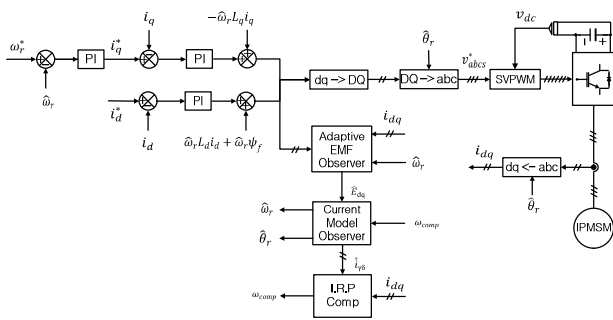 i_q
-ω̂_r L_q i_q
v_dc
ω_r^*
PI
i_q^*
PI
ω̂_r
θ̂_r
dq -> DQ
DQ -> abc
v_abcs^*
SVPWM
i_d^*
PI
i_d
ω̂_r L_d i_d + ω̂_r ψ_f
Adaptive
EMF
Observer
i_dq
ω̂_r
i_dq
dq <- abc
θ̂_r
Ê_dq
ω̂_r
θ̂_r
Current
Model
Observer
ω_comp
IPMSM
î_γδ
ω_comp
I.R.P
Comp
i_dq